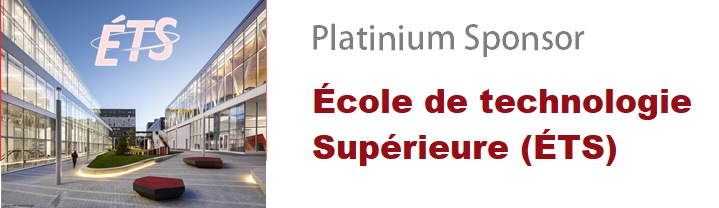 ÉTS
Platinium Sponsor
École de technologie
Supérieure (ÉTS)